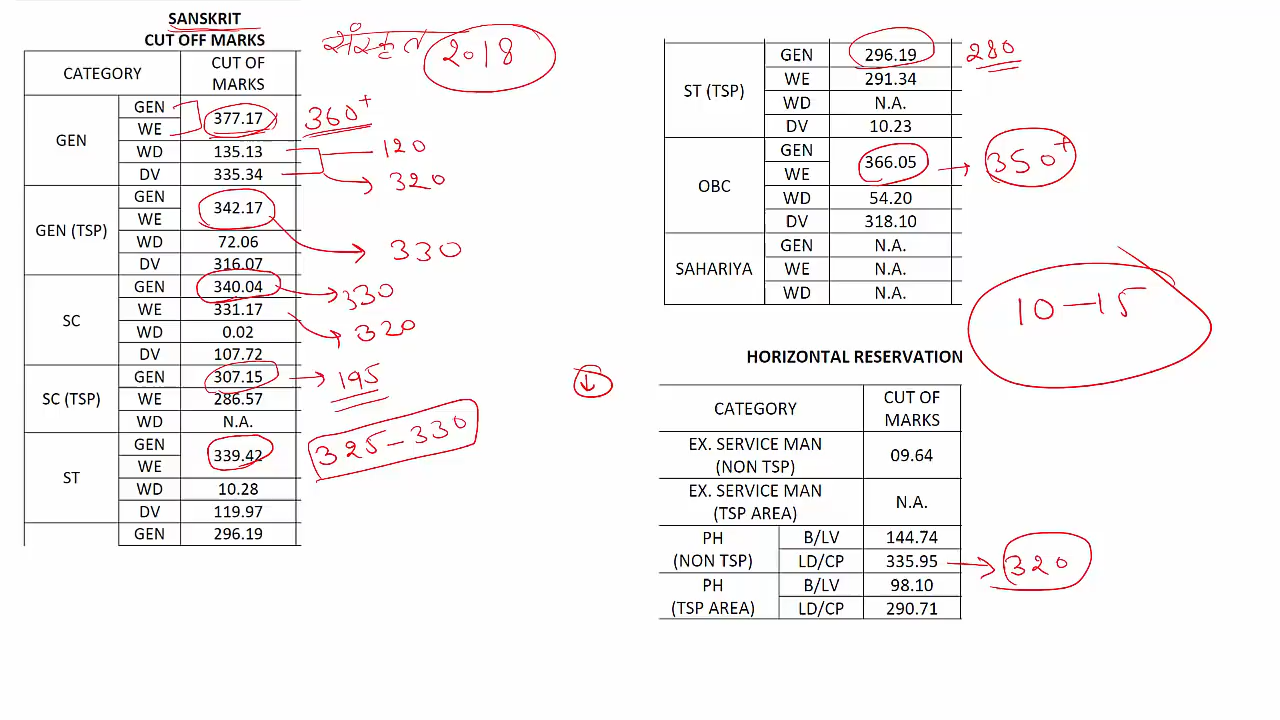 SANSKRIT
CUT OFF MARKS
संस्कृत
2018
CATEGORY CUT OF MARKS
GEN GEN 377.17 360+
WE
WD 135.13 120
DV 335.34 320
GEN (TSP) GEN 342.17 330
WE
WD 72.06
DV 316.07
SC GEN 340.04 330
WE 331.17 320
WD 0.02
DV 107.72
SC (TSP) GEN 307.15 195
WE 286.57
WD N.A.
ST GEN 339.42 325-330
WE
WD 10.28
DV 119.97
GEN 296.19
ST (TSP) GEN 296.19 280
WE 291.34
WD N.A.
DV 10.23
OBC GEN 366.05 350+
WE
WD 54.20
DV 318.10
SAHARIYA GEN N.A.
WE N.A.
WD N.A.
10-15
HORIZONTAL RESERVATION
CATEGORY CUT OF MARKS
EX. SERVICE MAN (NON TSP) 09.64
EX. SERVICE MAN (TSP AREA) N.A.
PH (NON TSP) B/LV 144.74
LD/CP 335.95 320
PH (TSP AREA) B/LV 98.10
LD/CP 290.71